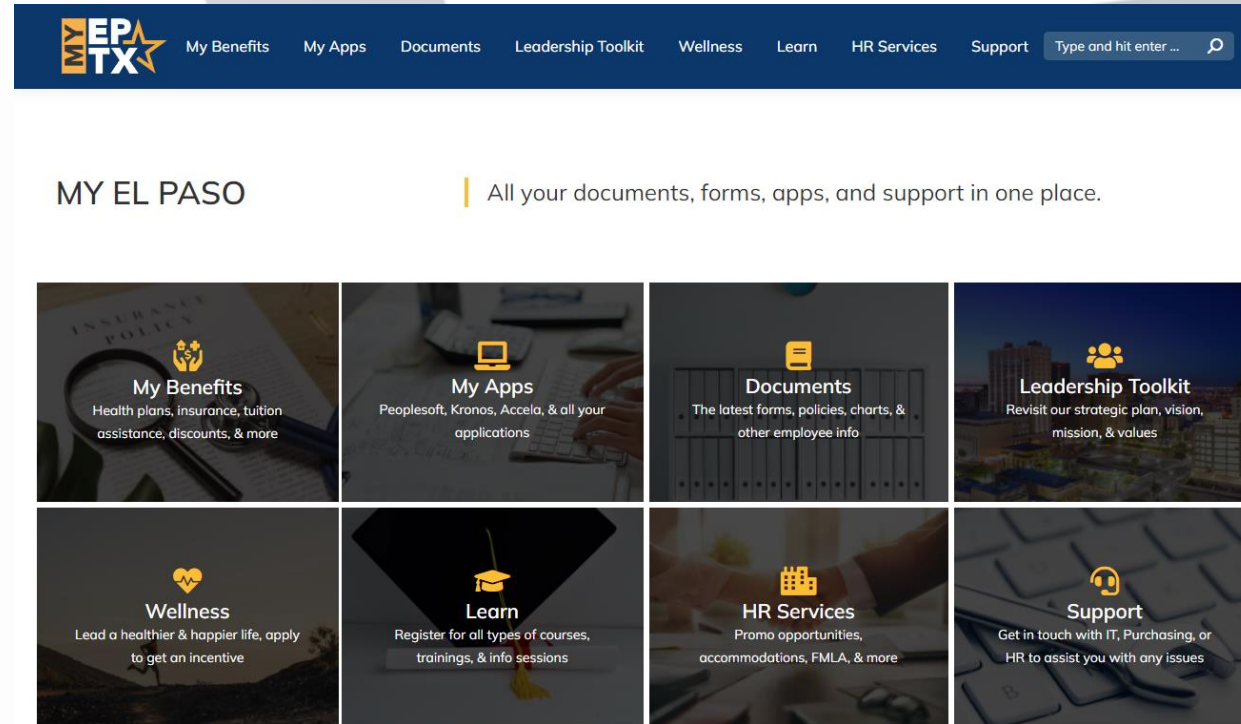 MY EP TX
My Benefits My Apps Documents Leadership Toolkit Wellness Learn HR Services Support Type and hit enter ...
MY EL PASO
All your documents, forms, apps, and support in one place.
INSURANCE
POLICY
My Benefits
Health plans, insurance, tuition
assistance, discounts, & more
My Apps
Peoplesoft, Kronos, Accela, & all your
applications
Documents
The latest forms, policies, charts, &
other employee info
Leadership Toolkit
Revisit our strategic plan, vision,
mission, & values
Wellness
Lead a healthier & happier life, apply
to get an incentive
Learn
Register for all types of courses,
trainings, & info sessions
HR Services
Promo opportunities,
accommodations, FMLA, & more
Support
Get in touch with IT, Purchasing, or
HR to assist you with any issues
B